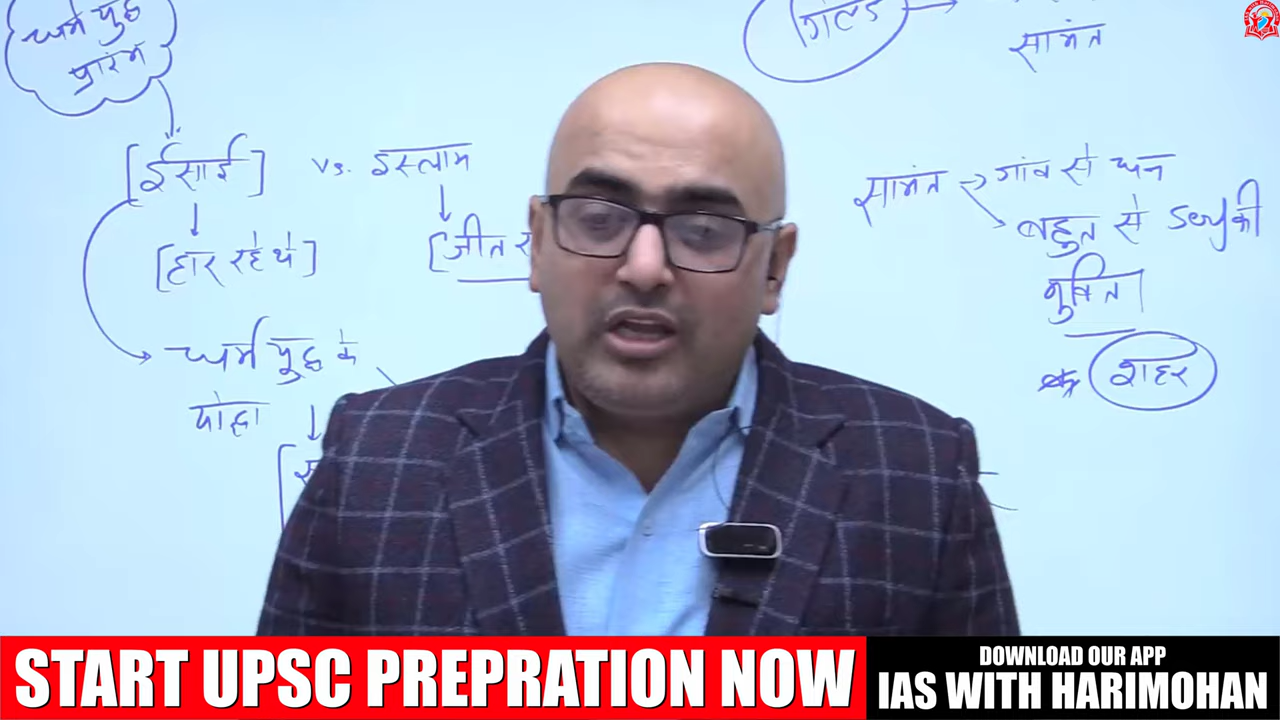 धर्म युद्ध
प्रारंभ
[ईसाई] vs. इस्लाम
[हार रहे थे] [जीत र
धर्म युद्ध के
योद्धा
गिल्ड
सामंत
सामंत गांव से धन
बहुत से serf की
मुक्ति
शहर
START UPSC PREPRATION NOW
DOWNLOAD OUR APP
IAS WITH HARIMOHAN